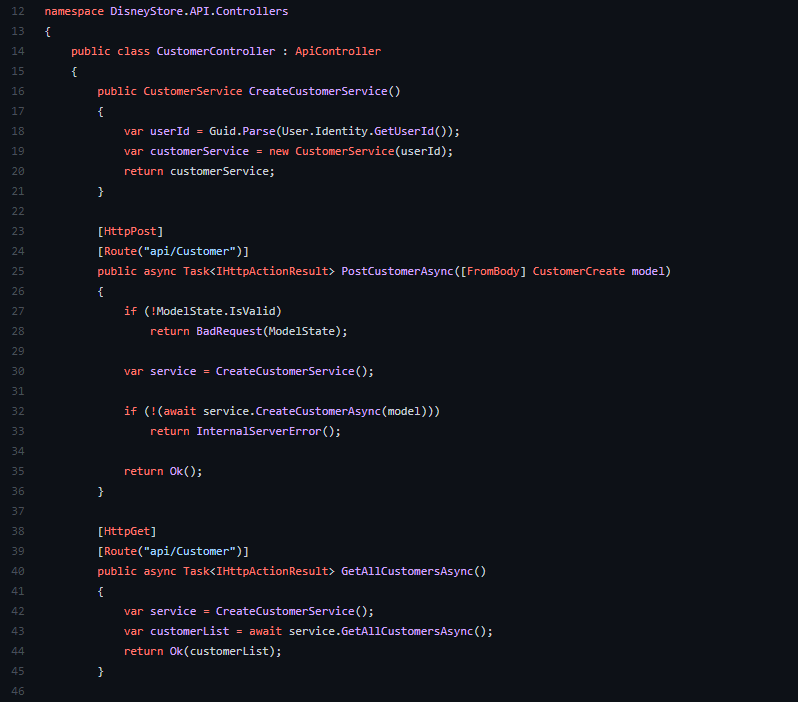 12 namespace DisneyStore.API.Controllers
13 {
14     public class CustomerController : ApiController
15     {
16         public CustomerService CreateCustomerService()
17         {
18             var userId = Guid.Parse(User.Identity.GetUserId());
19             var customerService = new CustomerService(userId);
20             return customerService;
21         }
22
23         [HttpPost]
24         [Route("api/Customer")]
25         public async Task<IHttpActionResult> PostCustomerAsync([FromBody] CustomerCreate model)
26         {
27             if (!ModelState.IsValid)
28                 return BadRequest(ModelState);
29
30             var service = CreateCustomerService();
31
32             if (!(await service.CreateCustomerAsync(model)))
33                 return InternalServerError();
34
35             return Ok();
36         }
37
38         [HttpGet]
39         [Route("api/Customer")]
40         public async Task<IHttpActionResult> GetAllCustomersAsync()
41         {
42             var service = CreateCustomerService();
43             var customerList = await service.GetAllCustomersAsync();
44             return Ok(customerList);
45         }
46